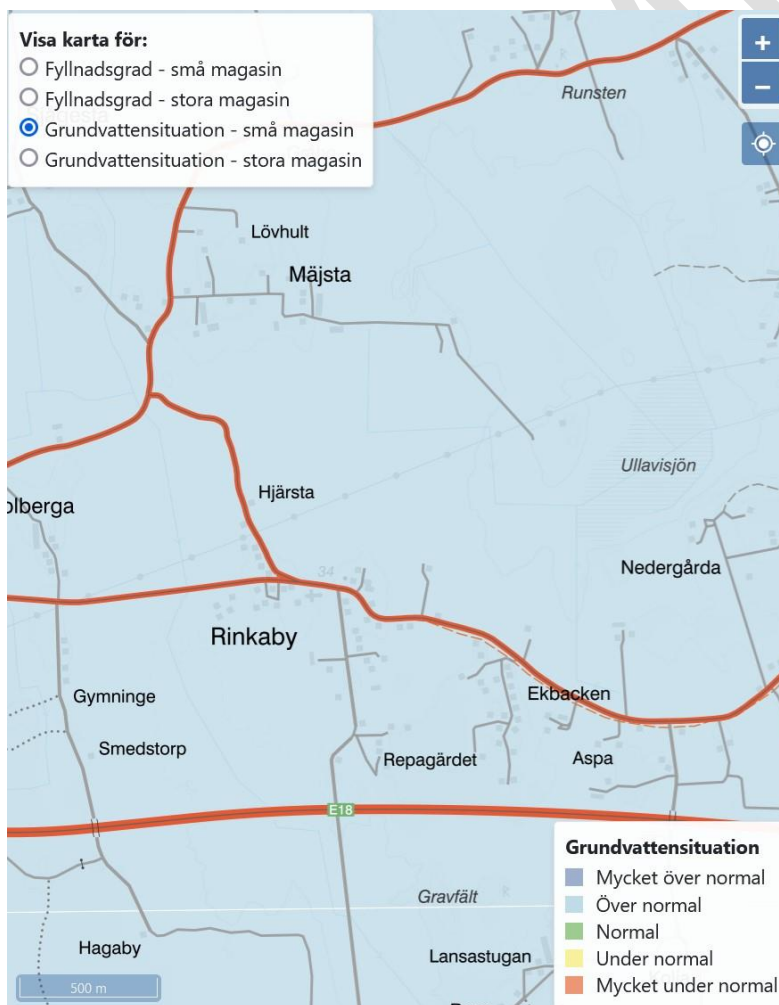 Visa karta för:
Fyllnadsgrad - små magasin
Fyllnadsgrad - stora magasin
Grundvattensituation - små magasin
Grundvattensituation - stora magasin
+
−
Runsten
Lövhult
Mäjsta
Ullavisjön
Hjärsta
olberga
34
Nedergårda
Rinkaby
Gymninge
Ekbacken
Smedstorp
Repagärdet
Aspa
E18
Grundvattensituation
Mycket över normal
Över normal
Normal
Under normal
Mycket under normal
Gravfält
R
Hagaby
Lansastugan
500 m